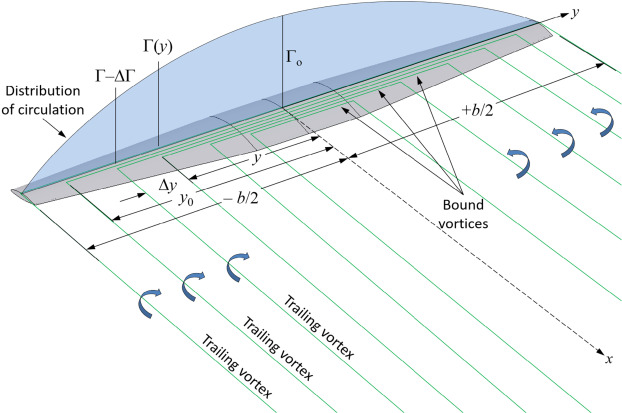 y
Γ(y)
Γo
Γ–ΔΓ
Distribution
of circulation
+b/2
y
Δy
y0
– b/2
Bound
vortices
Trailing vortex
Trailing vortex
Trailing vortex
x